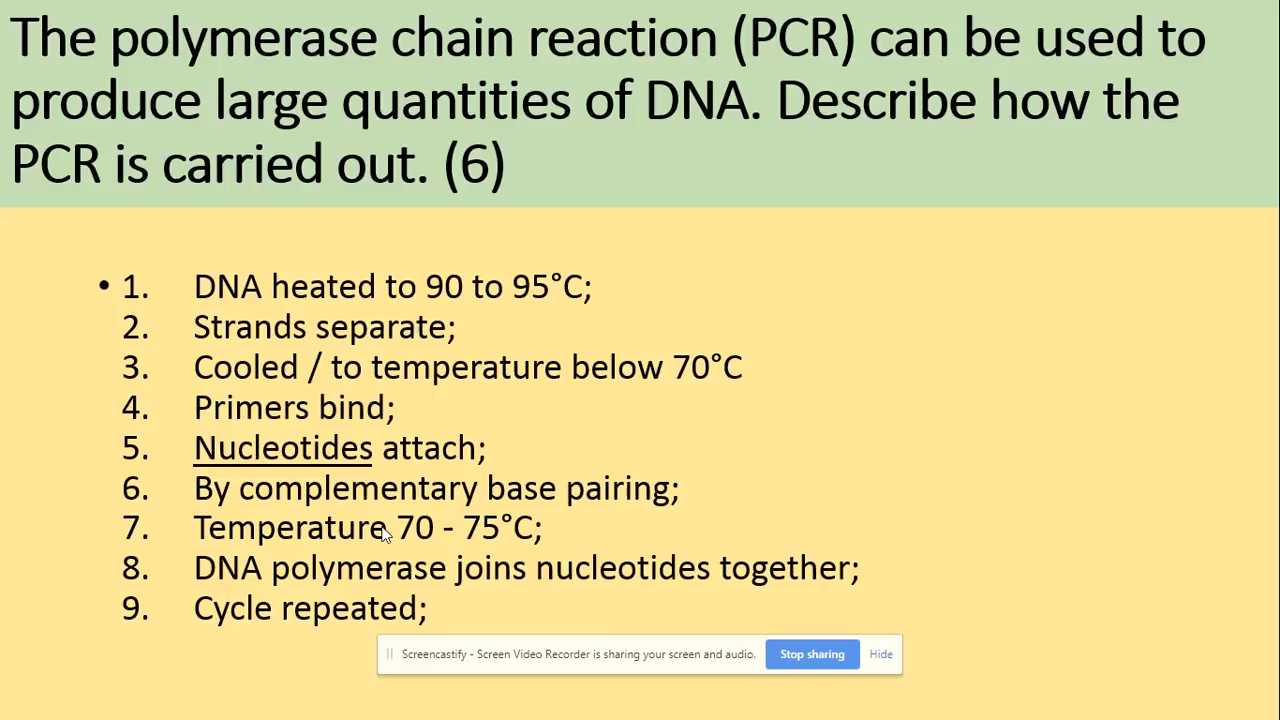 The polymerase chain reaction (PCR) can be used to
produce large quantities of DNA. Describe how the
PCR is carried out. (6)
• 1. DNA heated to 90 to 95°C;
2. Strands separate;
3. Cooled / to temperature below 70°C
4. Primers bind;
5. Nucleotides attach;
6. By complementary base pairing;
7. Temperature 70 - 75°C;
8. DNA polymerase joins nucleotides together;
9. Cycle repeated;
Screencastify - Screen Video Recorder is sharing your screen and audio. Stop sharing Hide